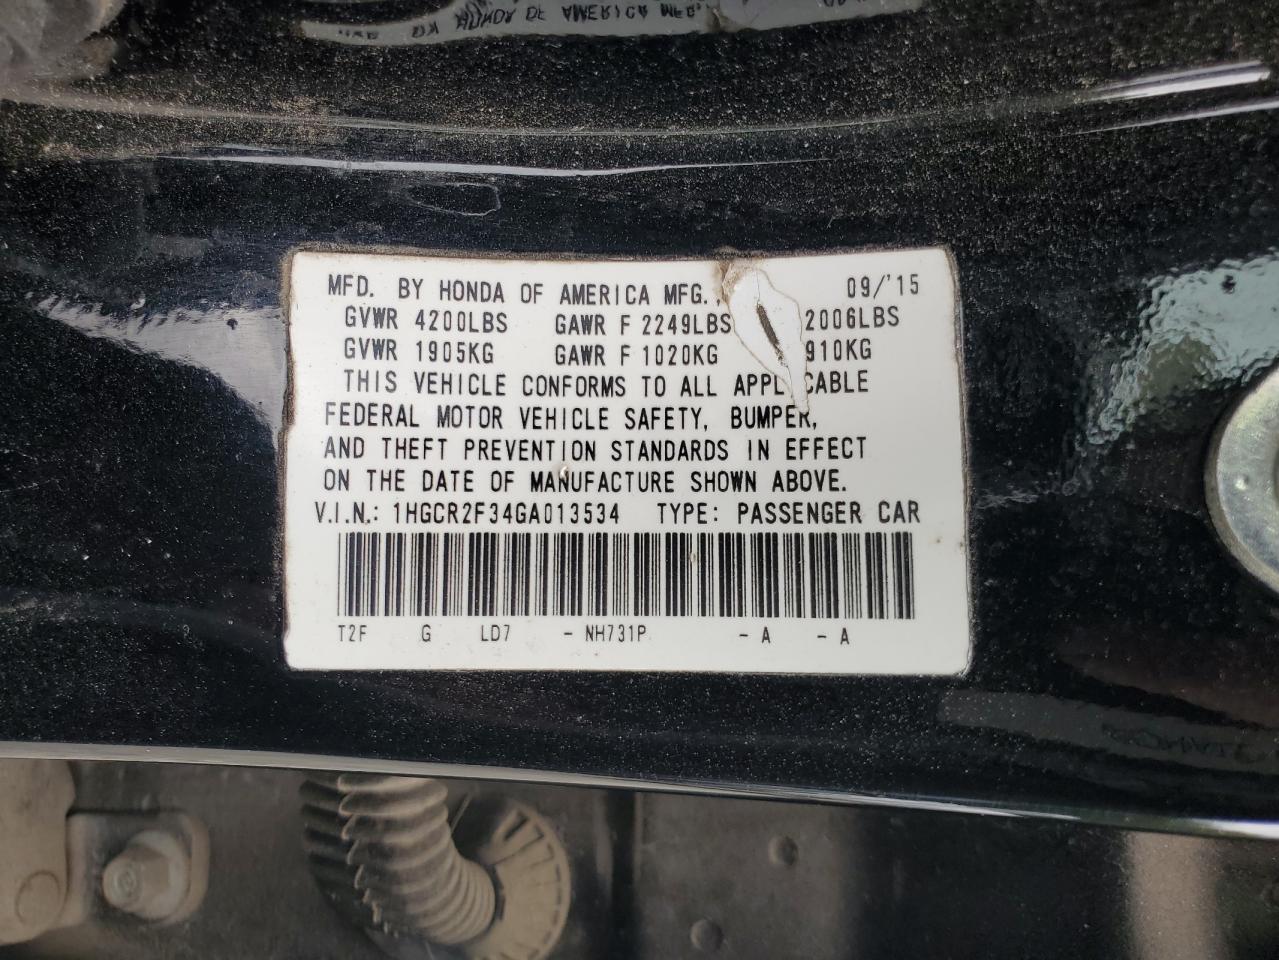 MFD. BY HONDA OF AMERICA MFG. 09/'15
GVWR 4200LBS GAWR F 2249LBS 2006LBS
GVWR 1905KG GAWR F 1020KG 910KG
THIS VEHICLE CONFORMS TO ALL APPL CABLE
FEDERAL MOTOR VEHICLE SAFETY, BUMPER,
AND THEFT PREVENTION STANDARDS IN EFFECT
ON THE DATE OF MANUFACTURE SHOWN ABOVE.
V.I.N.: 1HGCR2F34GA013534 TYPE: PASSENGER CAR
T2F G LD7 - NH731P - A - A